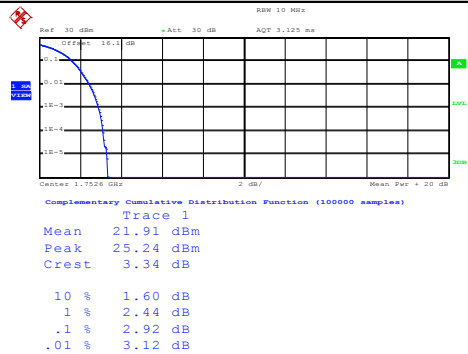 RBW 10 MHz
Ref 30 dBm * Att 30 dB AQT 3.125 ms
Offset 16.1 dB
0.1
A
0.01
1 SA
VIEW
1E-3
LVL
1E-4
1E-5
3DB
Center 1.7526 GHz 2 dB/ Mean Pwr + 20 dB
Complementary Cumulative Distribution Function (100000 samples)
Trace 1
Mean 21.91 dBm
Peak 25.24 dBm
Crest 3.34 dB
10 % 1.60 dB
1 % 2.44 dB
.1 % 2.92 dB
.01 % 3.12 dB